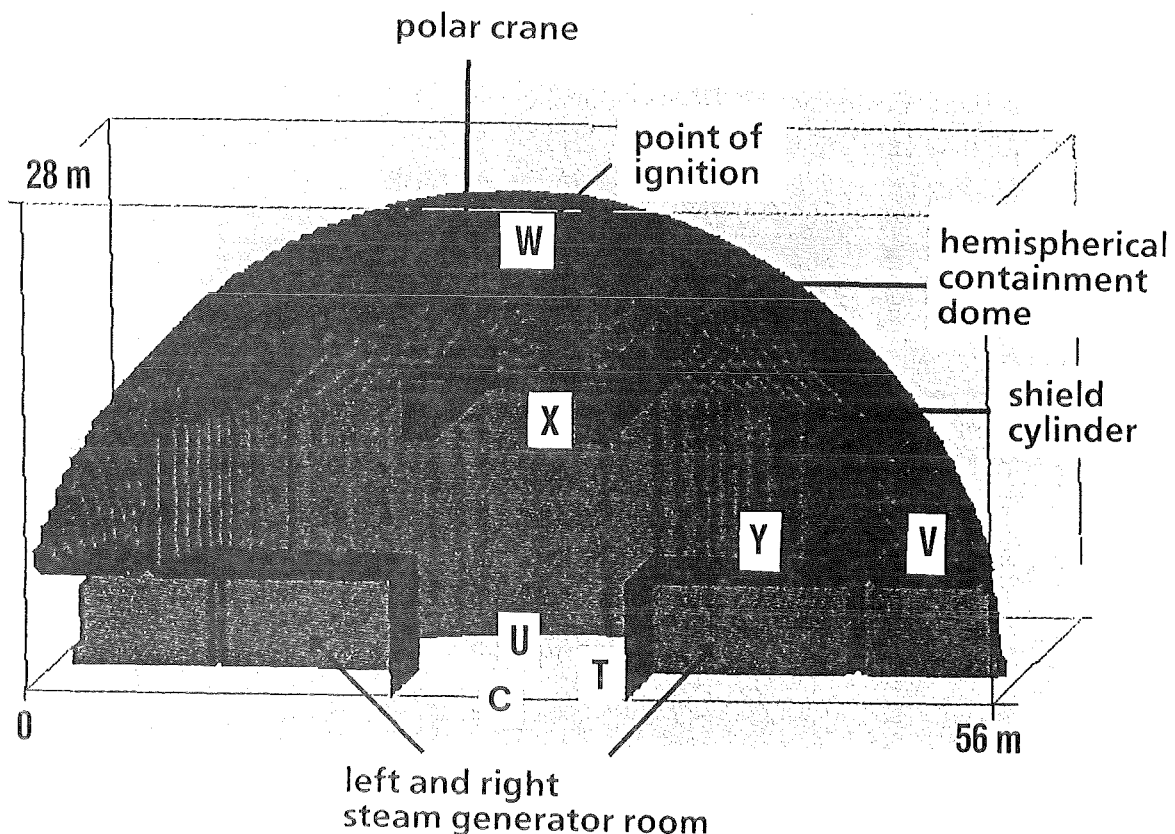 polar crane
point of
ignition
28 m
W
hemispherical
containment
dome
X
shield
cylinder
Y
V
U
T
C
0
56 m
left and right
steam generator room